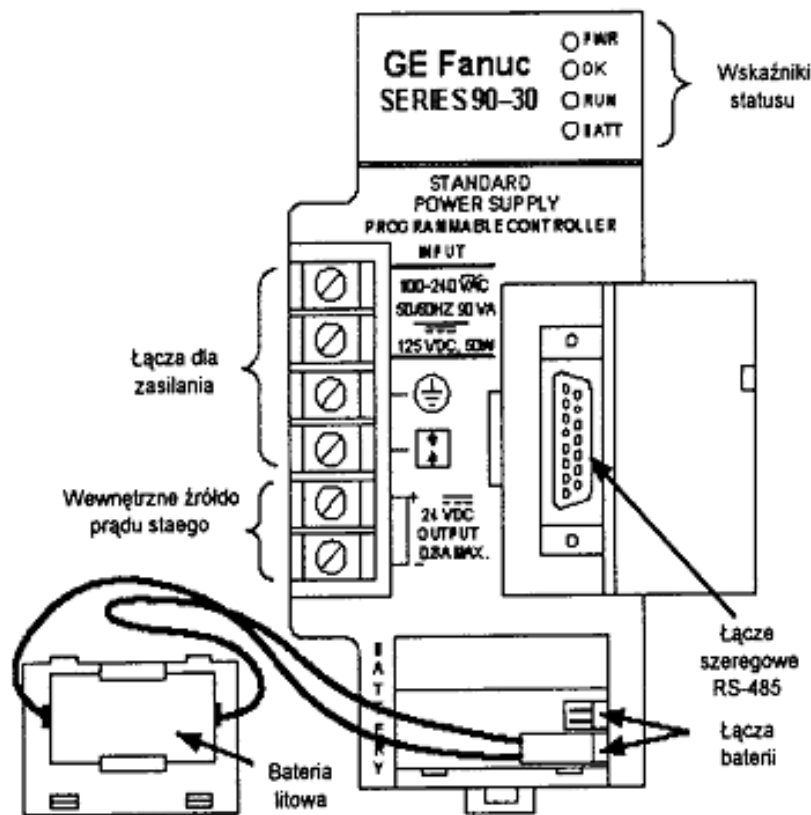 GE Fanuc
SERIES 90-30
PWR
OK
RUN
BATT
Wskaźniki
statusu
STANDARD
POWER SUPPLY
PROGRAMMABLE CONTROLLER
INPUT
100-240 VAC
50/60HZ 90 VA
125 VDC, 50W
Łącza dla
zasilania
Wewnętrzne źródło
prądu staego
+
24 VDC
OUTPUT
0.8A MAX.
-
Łącze
szeregowe
RS-485
BATTERY
Łącza
baterii
Bateria
litowa